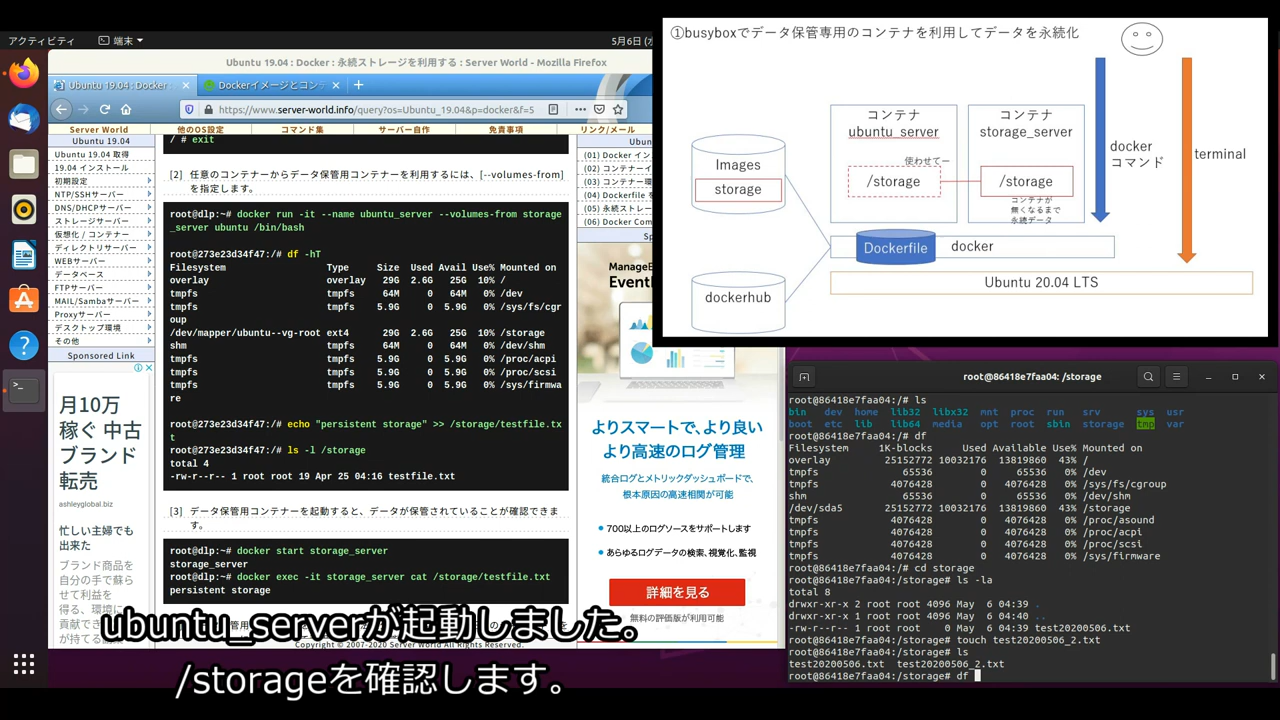 アクティビティ
端末
5月6日 (水
Ubuntu 19.04 : Docker : 永続ストレージを利用する : Server World - Mozilla Firefox
Ubuntu 19.04 : Docker :
Dockerイメージとコンテ
https://www.server-world.info/query?os=Ubuntu_19.04&p=docker&f=5
Server World
他のOS設定
コマンド集
サーバー自作
免責事項
リンク/メール
Ubuntu 19.04
Ubuntu 19.04 取得
19.04 インストール
初期設定
NTP/SSHサーバー
DNS/DHCPサーバー
ストレージサーバー
仮想化 / コンテナー
ディレクトリサーバー
WEBサーバー
データベース
FTPサーバー
MAIL/Sambaサーバー
Proxyサーバー
デスクトップ環境
その他
Sponsored Link
月10万
稼ぐ 中古
ブランド
転売
ashleyglobal.biz
忙しい主婦でも
出来た
ブランド商品を
自分の手で蘇ら
せて利益を
/ # exit
[2] 任意のコンテナーからデータ保管用コンテナーを利用するには、[--volumes-from]
を指定します。
root@dlp:~# docker run -it --name ubuntu_server --volumes-from storage
_server ubuntu /bin/bash
root@273e23d34f47:/# df -hT
Filesystem Type Size Used Avail Use% Mounted on
overlay overlay 29G 2.6G 25G 10% /
tmpfs tmpfs 64M 0 64M 0% /dev
tmpfs tmpfs 5.9G 0 5.9G 0% /sys/fs/cgr
oup
/dev/mapper/ubuntu--vg-root ext4 29G 2.6G 25G 10% /storage
shm tmpfs 64M 0 64M 0% /dev/shm
tmpfs tmpfs 5.9G 0 5.9G 0% /proc/acpi
tmpfs tmpfs 5.9G 0 5.9G 0% /proc/scsi
tmpfs tmpfs 5.9G 0 5.9G 0% /sys/firmwa
re
root@273e23d34f47:/# echo "persistent storage" >> /storage/testfile.tx
t
root@273e23d34f47:/# ls -l /storage
total 4
-rw-r--r-- 1 root root 19 Apr 25 04:16 testfile.txt
[3] データ保管用コンテナーを起動すると、データが保管されていることが確認できま
す。
root@dlp:~# docker start storage_server
storage_server
root@dlp:~# docker exec -it storage_server cat /storage/testfile.txt
persistent storage
Copyright © 2007-2020 Server World All Rights Reserved.
Ubun
(01) Docker イン
(02) コンテナーイ
(03) コンテナー環
(04) Dockerfile を
(05) 永続ストレー
(06) Docker Com
Sp
ManageE
Event
よりスマートで、より良い
より高速のログ管理
統合ログとメトリックダッシュボードで、
根本原因の高速相関が可能
700以上のログソースをサポートします
あらゆるログデータの検索、視覚化、監視
詳細を見る
無料の評価版が利用可能
①busyboxでデータ保管専用のコンテナを利用してデータを永続化
コンテナ
ubuntu_server
コンテナ
storage_server
使わせてー
/storage
/storage
コンテナが
無くなるまで
永続データ
Images
storage
dockerhub
Dockerfile
docker
Ubuntu 20.04 LTS
docker
コマンド
terminal
root@86418e7faa04: /storage
root@86418e7faa04:/# ls
bin dev home lib32 libx32 mnt proc run srv sys usr
boot etc lib lib64 media opt root sbin storage tmp var
root@86418e7faa04:/# df
Filesystem 1K-blocks Used Available Use% Mounted on
overlay 25152772 10032176 13819860 43% /
tmpfs 65536 0 65536 0% /dev
tmpfs 4076428 0 4076428 0% /sys/fs/cgroup
shm 65536 0 65536 0% /dev/shm
/dev/sda5 25152772 10032176 13819860 43% /storage
tmpfs 4076428 0 4076428 0% /proc/asound
tmpfs 4076428 0 4076428 0% /proc/acpi
tmpfs 4076428 0 4076428 0% /proc/scsi
tmpfs 4076428 0 4076428 0% /sys/firmware
root@86418e7faa04:/# cd storage
root@86418e7faa04:/storage# ls -la
total 8
drwxr-xr-x 2 root root 4096 May 6 04:39 .
drwxr-xr-x 1 root root 4096 May 6 04:40 ..
-rw-r--r-- 1 root root 0 May 6 04:39 test20200506.txt
root@86418e7faa04:/storage# touch test20200506_2.txt
root@86418e7faa04:/storage# ls
test20200506.txt test20200506_2.txt
root@86418e7faa04:/storage# df
ubuntu_serverが起動しました。
/storageを確認します。